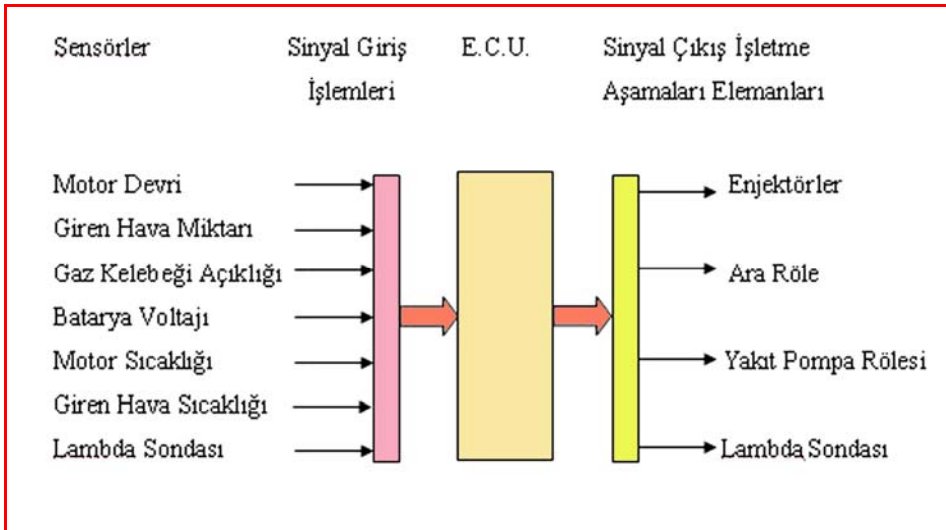 Sensörler
Sinyal Giriş İşlemleri
E.C.U.
Sinyal Çıkış İşletme
Aşamaları Elemanları
Motor Devri
Giren Hava Miktarı
Gaz Kelebeği Açıklığı
Batarya Voltajı
Motor Sıcaklığı
Giren Hava Sıcaklığı
Lambda Sondası
Enjektörler
Ara Röle
Yakıt Pompa Rölesi
Lambda Sondası